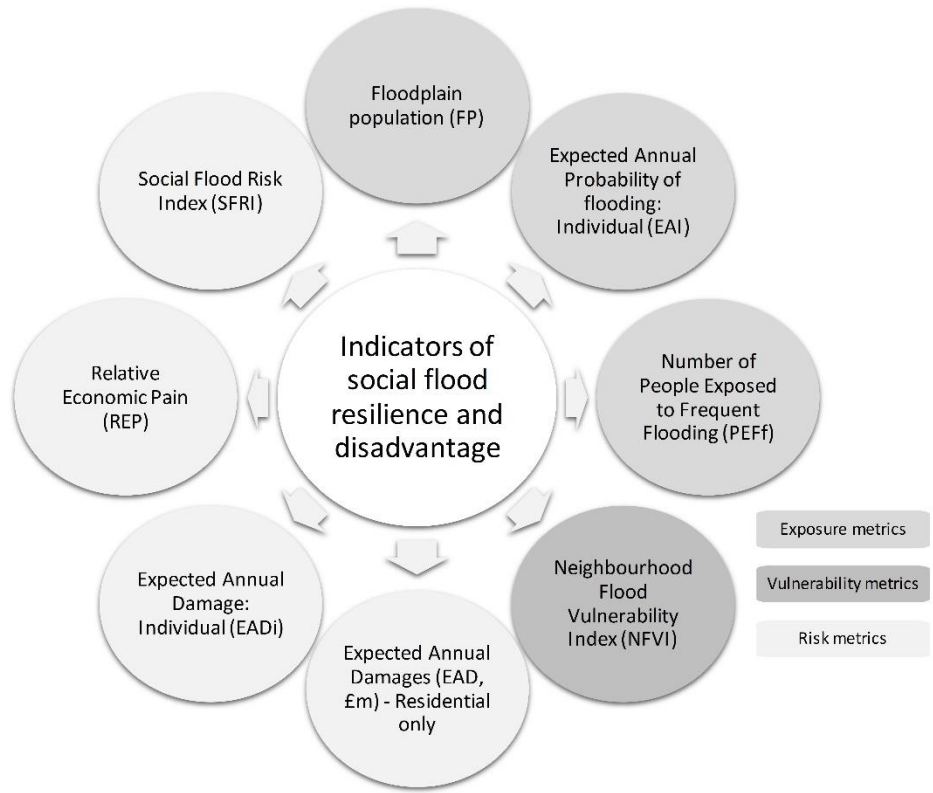 Floodplain
population (FP)
Expected Annual
Probability of
flooding:
Individual (EAI)
Number of
People Exposed
to Frequent
Flooding (PEFf)
Neighbourhood
Flood
Vulnerability
Index (NFVI)
Expected Annual
Damages (EAD,
£m) - Residential
only
Expected Annual
Damage:
Individual (EADi)
Relative
Economic Pain
(REP)
Social Flood Risk
Index (SFRI)
Indicators of
social flood
resilience and
disadvantage
Exposure metrics
Vulnerability metrics
Risk metrics